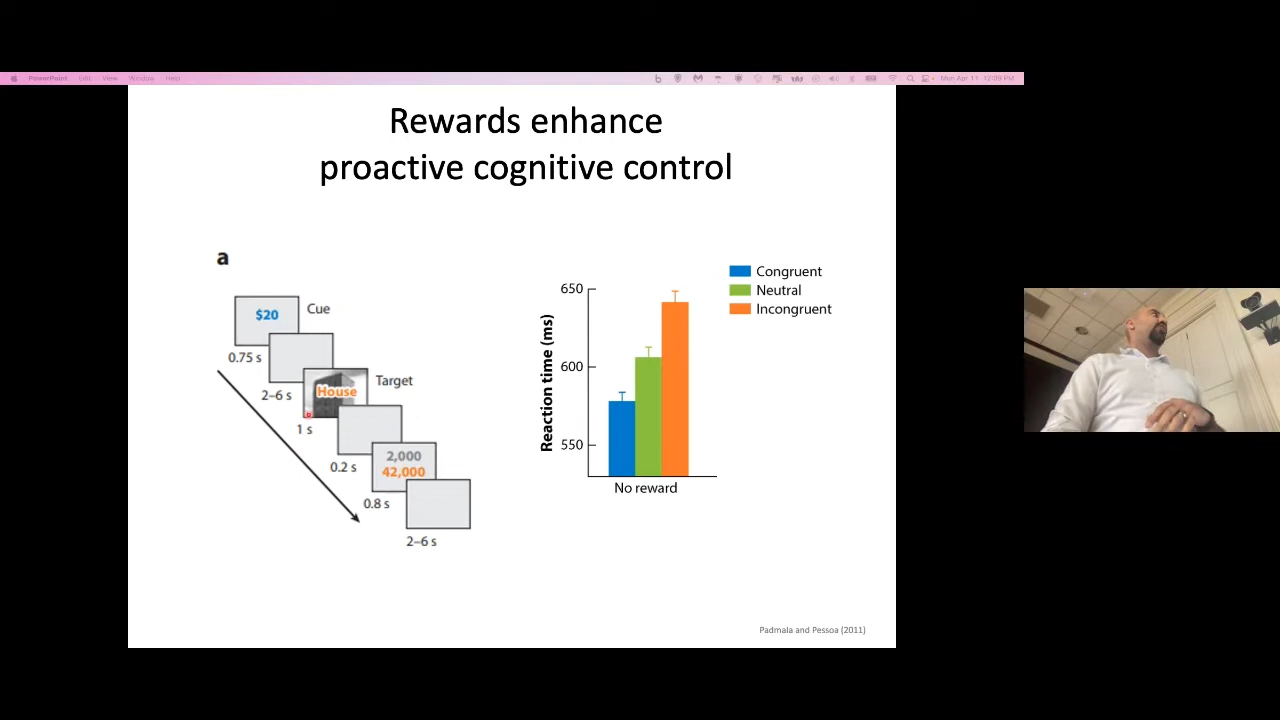 PowerPoint Edit View Window Help
Mon Apr 11 12:09 PM
Rewards enhance
proactive cognitive control
a
$20
Cue
0.75 s
2–6 s
House
Target
1 s
0.2 s
2,000
42,000
0.8 s
2–6 s
Congruent
Neutral
Incongruent
Reaction time (ms)
650
600
550
No reward
Padmala and Pessoa (2011)